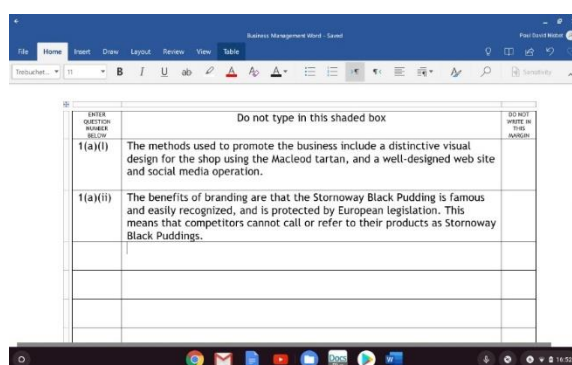 Business Management Word - Saved
Paul David Nisbet
File Home Insert Draw Layout Review View Table
Trebuchet... 11 B I U ab A A Sensitivity
ENTER
QUESTION
NUMBER
BELOW
Do not type in this shaded box
DO NOT
WRITE IN
THIS
MARGIN
1(a)(i) The methods used to promote the business include a distinctive visual
design for the shop using the Macleod tartan, and a well-designed web site
and social media operation.
1(a)(ii) The benefits of branding are that the Stornoway Black Pudding is famous
and easily recognized, and is protected by European legislation. This
means that competitors cannot call or refer to their products as Stornoway
Black Puddings.
Docs
16:52